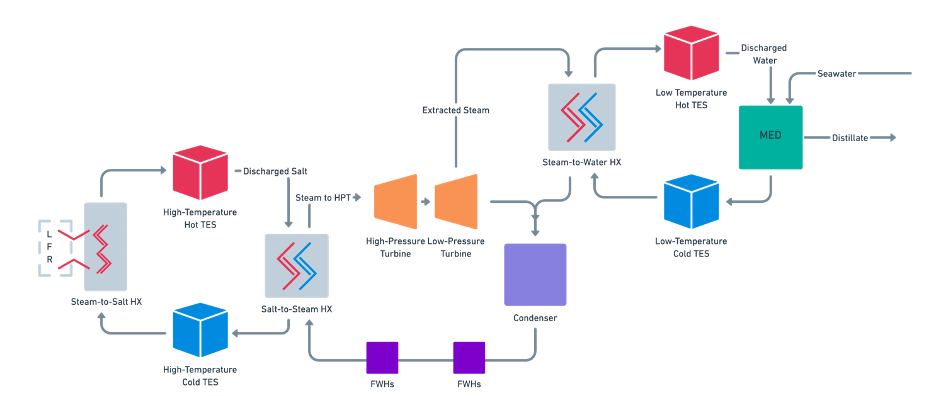 Discharged
Water
Seawater
Low Temperature
Hot TES
Extracted Steam
MED
Distillate
Steam-to-Water HX
Discharged Salt
Steam to HPT
High-Temperature
Hot TES
L
F
R
High-Pressure
Turbine
Low-Pressure
Turbine
Low-Temperature
Cold TES
Steam-to-Salt HX
Salt-to-Steam HX
Condenser
High-Temperature
Cold TES
FWHs
FWHs